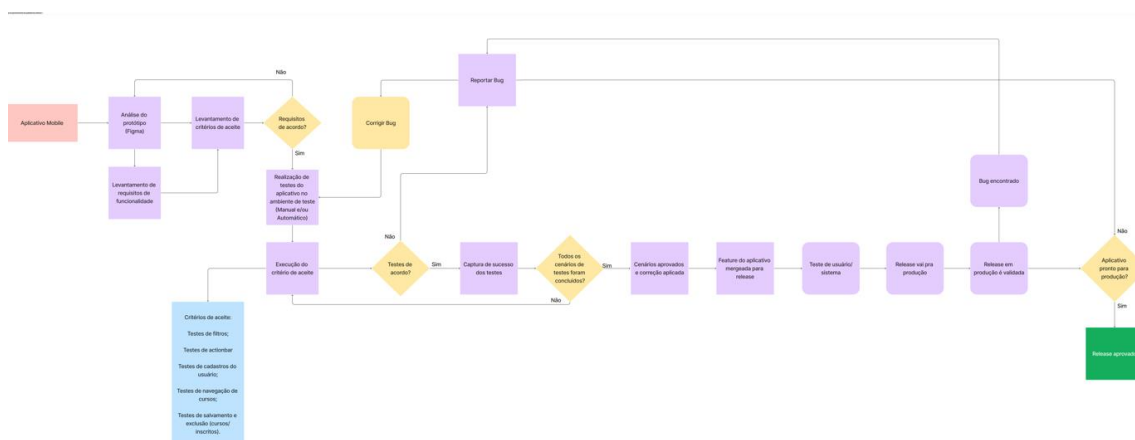 Não
Reportar Bug
Aplicativo Mobile
Análise do
protótipo
(Figma)
Levantamento de
critérios de aceite
Requisitos
de acordo?
Corrigir Bug
Sim
Levantamento de
requisitos de
funcionalidade
Realização de
testes do
aplicativo no
ambiente de teste
(Manual e/ou
Automático)
Bug encontrado
Não
Não
Execução do
critério de aceite
Testes de
acordo?
Sim
Captura de sucesso
dos testes
Todos os
cenários de
testes foram
concluídos?
Sim
Não
Cenários aprovados
e correção aplicada
Feature do aplicativo
mergeada para
release
Teste de usuário/
sistema
Release vai pra
produção
Release em
produção é validada
Aplicativo
pronto para
produção?
Sim
Release aprovada
Critérios de aceite:
Testes de filtros;
Testes de actionbar
Testes de cadastros do
usuário;
Testes de navegação de
cursos;
Testes de salvamento e
exclusão (cursos/
inscritos).